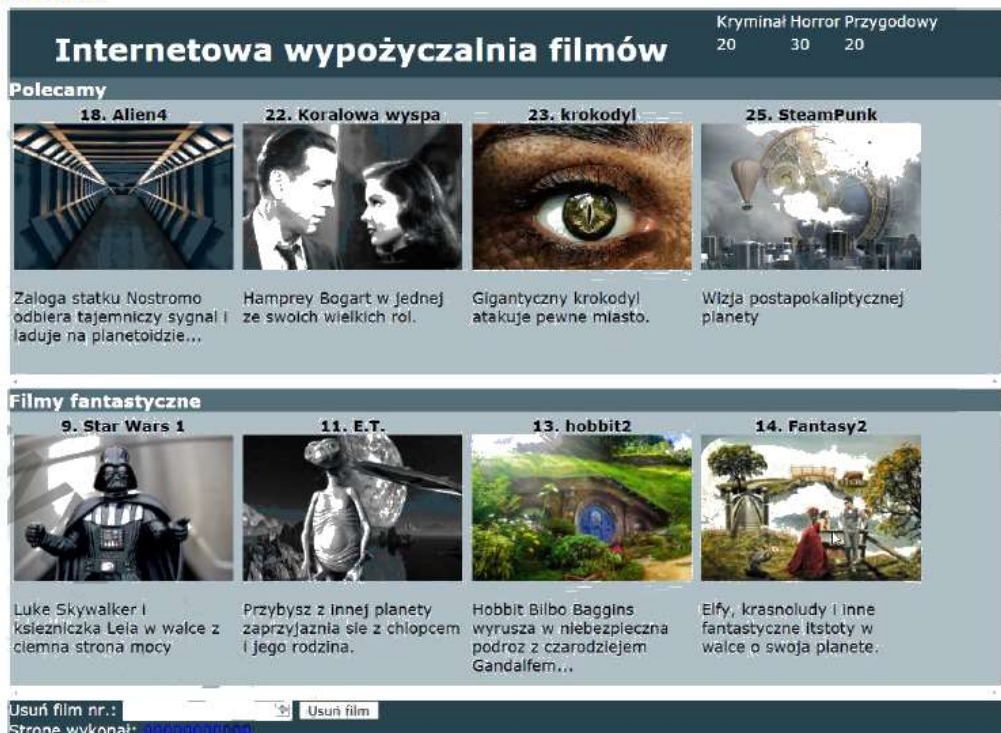 Internetowa wypożyczalnia filmów
Kryminał Horror Przygodowy
20 30 20
Polecamy
18. Alien4
22. Koralowa wyspa
23. krokodyl
25. SteamPunk
Zaloga statku Nostromo
odbiera tajemniczy sygnal i
laduje na planetoidzie...
Hamprey Bogart w jednej
ze swoich wielkich rol.
Gigantyczny krokodyl
atakuje pewne miasto.
Wizja postapokaliptycznej
planety
Filmy fantastyczne
9. Star Wars 1
11. E.T.
13. hobbit2
14. Fantasy2
Luke Skywalker i
ksiezniczka Leia w walce z
ciemna strona mocy
Przybysz z innej planety
zaprzyjaznia sie z chlopcem
i jego rodzina.
Hobbit Bilbo Baggins
wyrusza w niebezpieczna
podroz z czarodziejem
Gandalfem...
Elfy, krasnoludy i inne
fantastyczne itstoty w
walce o swoja planete.
Usuń film nr.:
Usuń film
Stronę wykonał: 00000000000